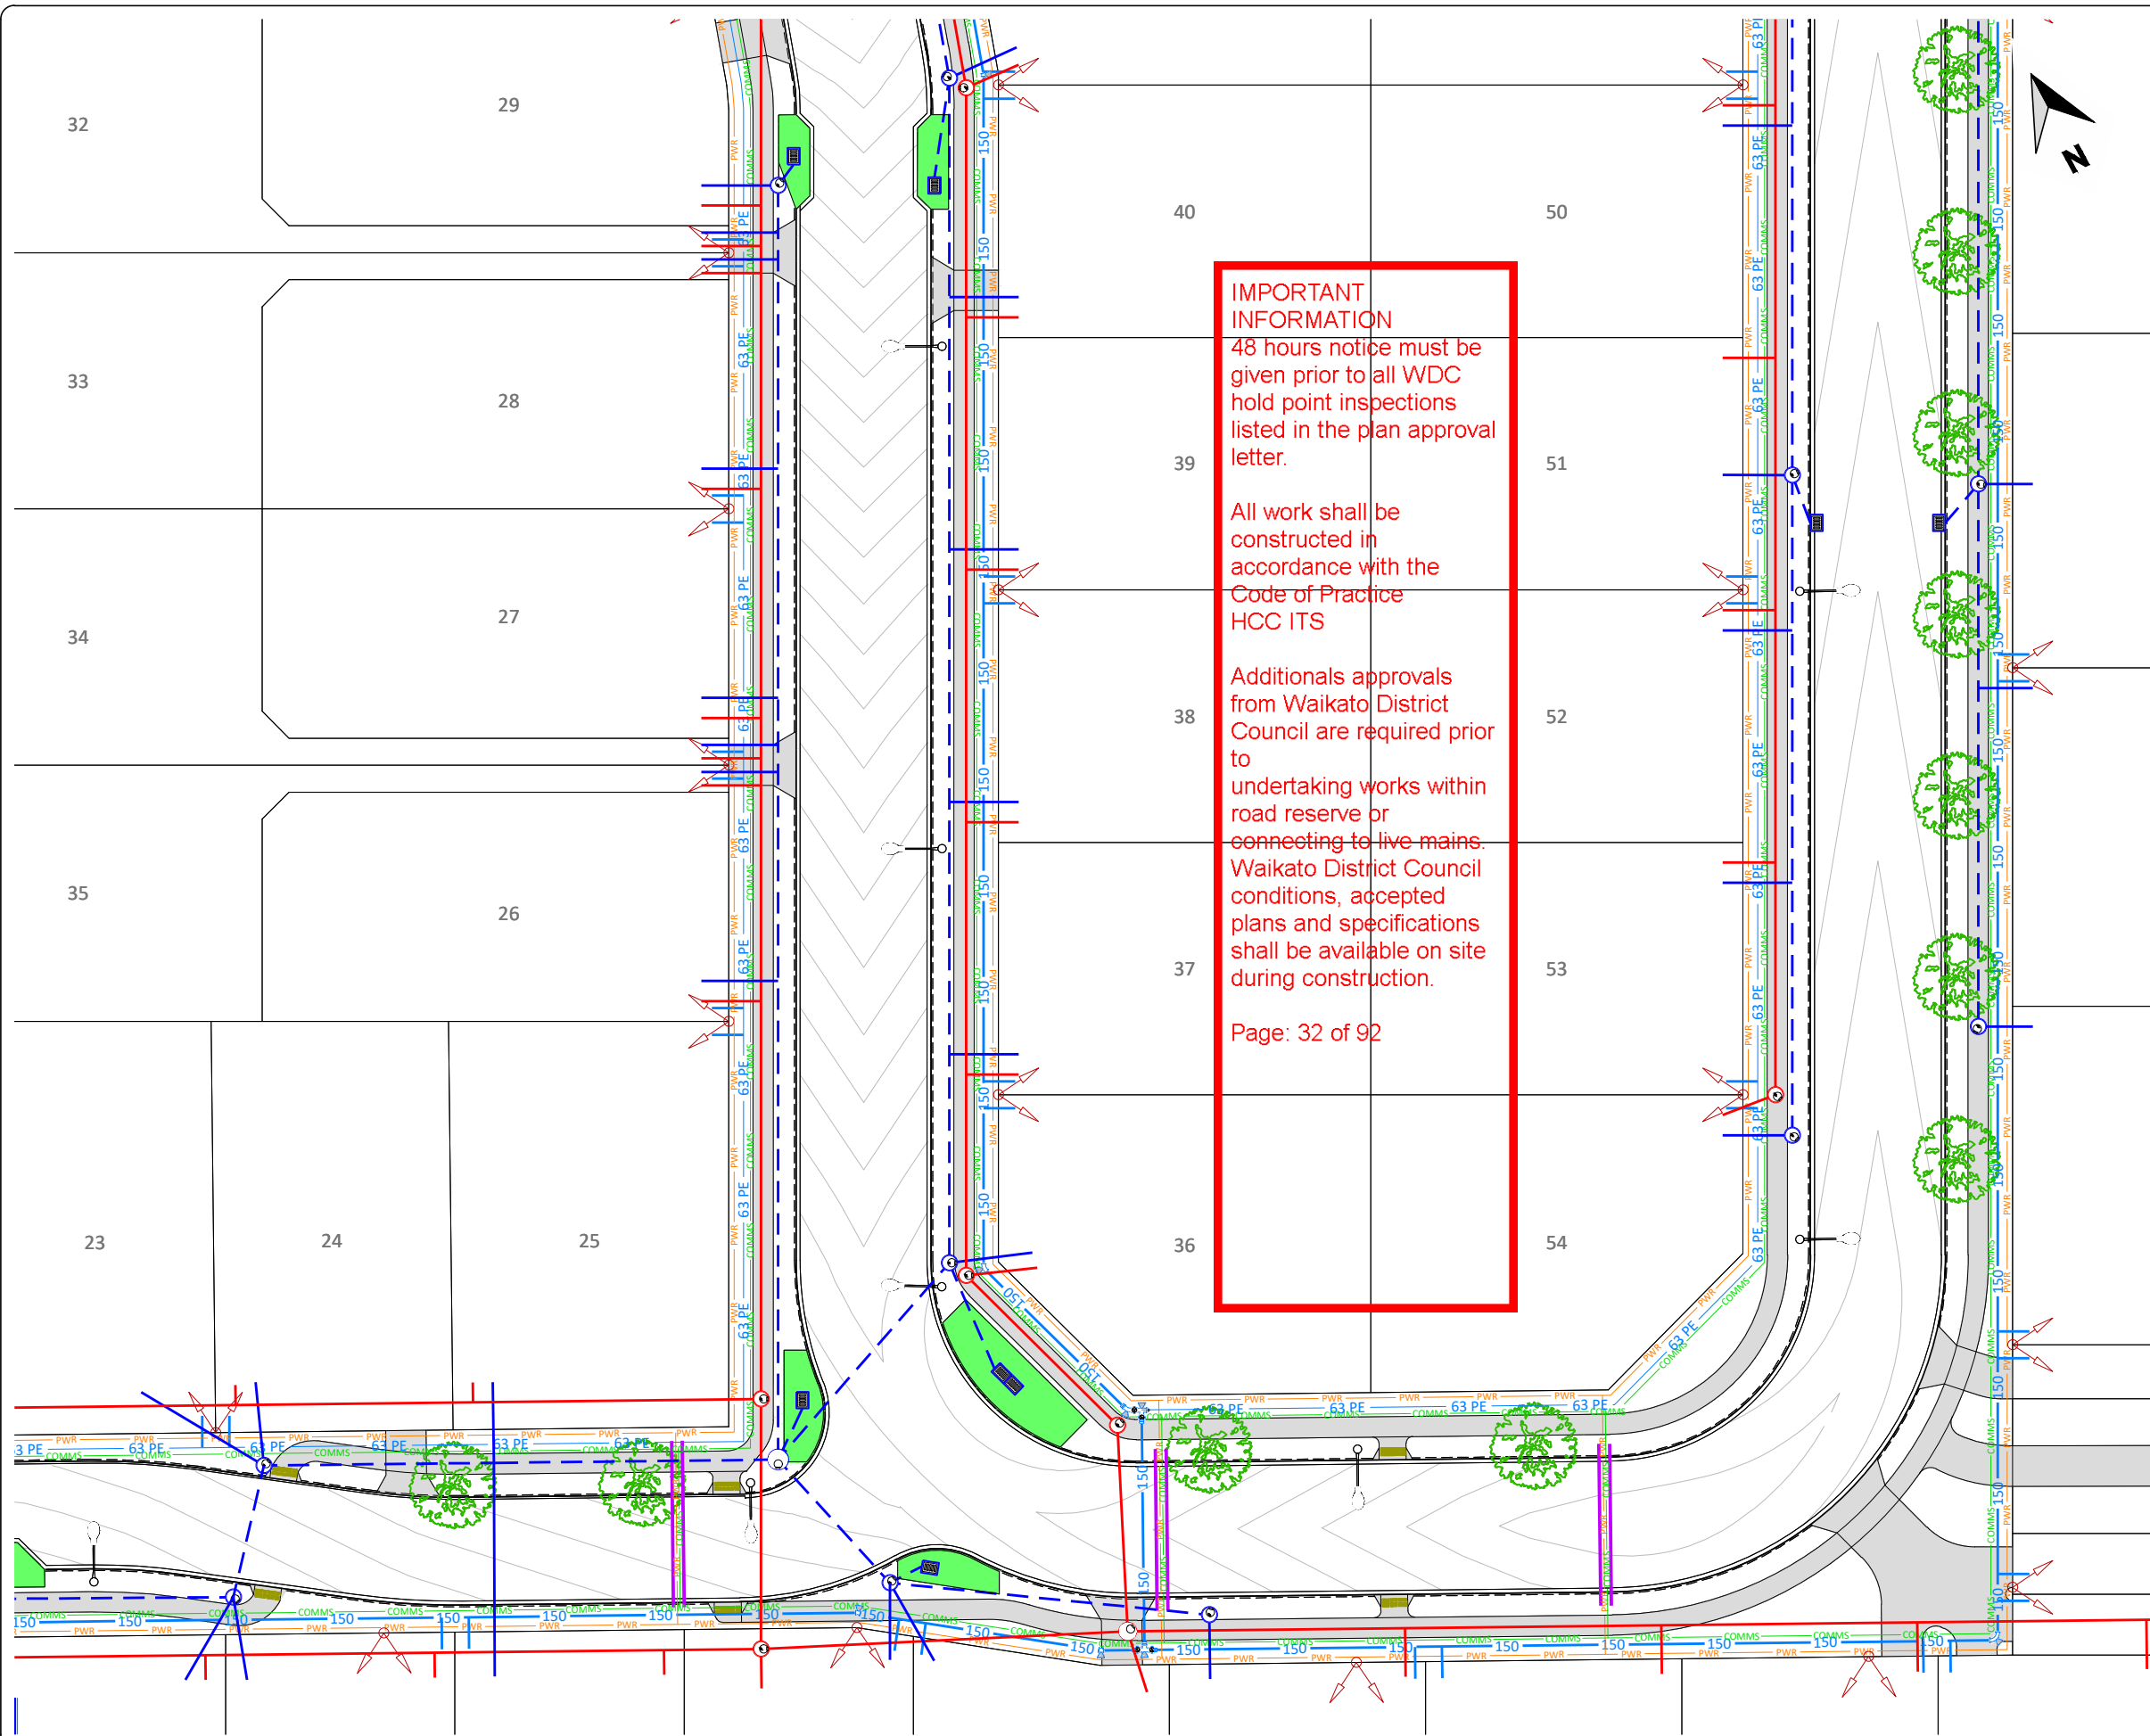 32
29
40
50
N
33
28
39
51
34
27
38
52
35
26
37
53
23
24
25
36
54
IMPORTANT
INFORMATION
48 hours notice must be
given prior to all WDC
hold point inspections
listed in the plan approval
letter.
All work shall be
constructed in
accordance with the
Code of Practice
HCC ITS
Additionals approvals
from Waikato District
Council are required prior
to
undertaking works within
road reserve or
connecting to live mains.
Waikato District Council
conditions, accepted
plans and specifications
shall be available on site
during construction.
Page: 32 of 92
PWR
COMMS
63 PE
150